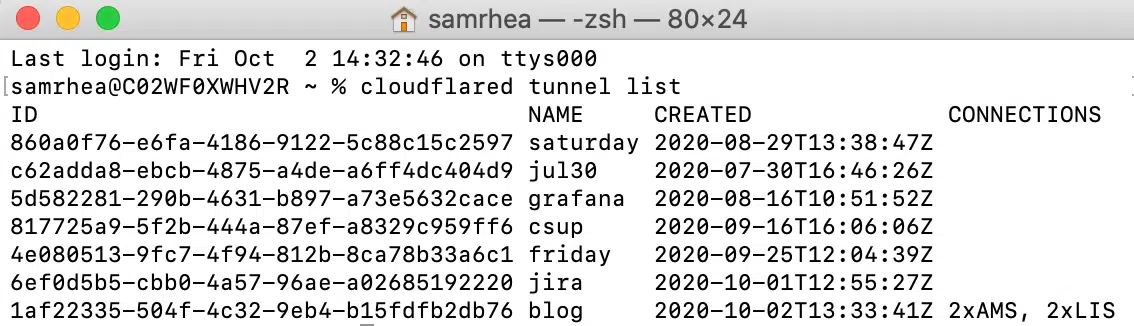 samrhea — -zsh — 80×24
Last login: Fri Oct  2 14:32:46 on ttys000
[samrhea@C02WF0XWHV2R ~ % cloudflared tunnel list
ID                                   NAME     CREATED              CONNECTIONS
860a0f76-e6fa-4186-9122-5c88c15c2597 saturday 2020-08-29T13:38:47Z
c62adda8-ebcb-4875-a4de-a6ff4dc404d9 jul30    2020-07-30T16:46:26Z
5d582281-290b-4631-b897-a73e5632cace grafana  2020-08-16T10:51:52Z
817725a9-5f2b-444a-87ef-a8329c959ff6 csup     2020-09-16T16:06:06Z
4e080513-9fc7-4f94-812b-8ca78b33a6c1 friday   2020-09-25T12:04:39Z
6ef0d5b5-cbb0-4a57-96ae-a02685192220 jira     2020-10-01T12:55:27Z
1af22335-504f-4c32-9eb4-b15fdfb2db76 blog     2020-10-02T13:33:41Z 2xAMS, 2xLIS